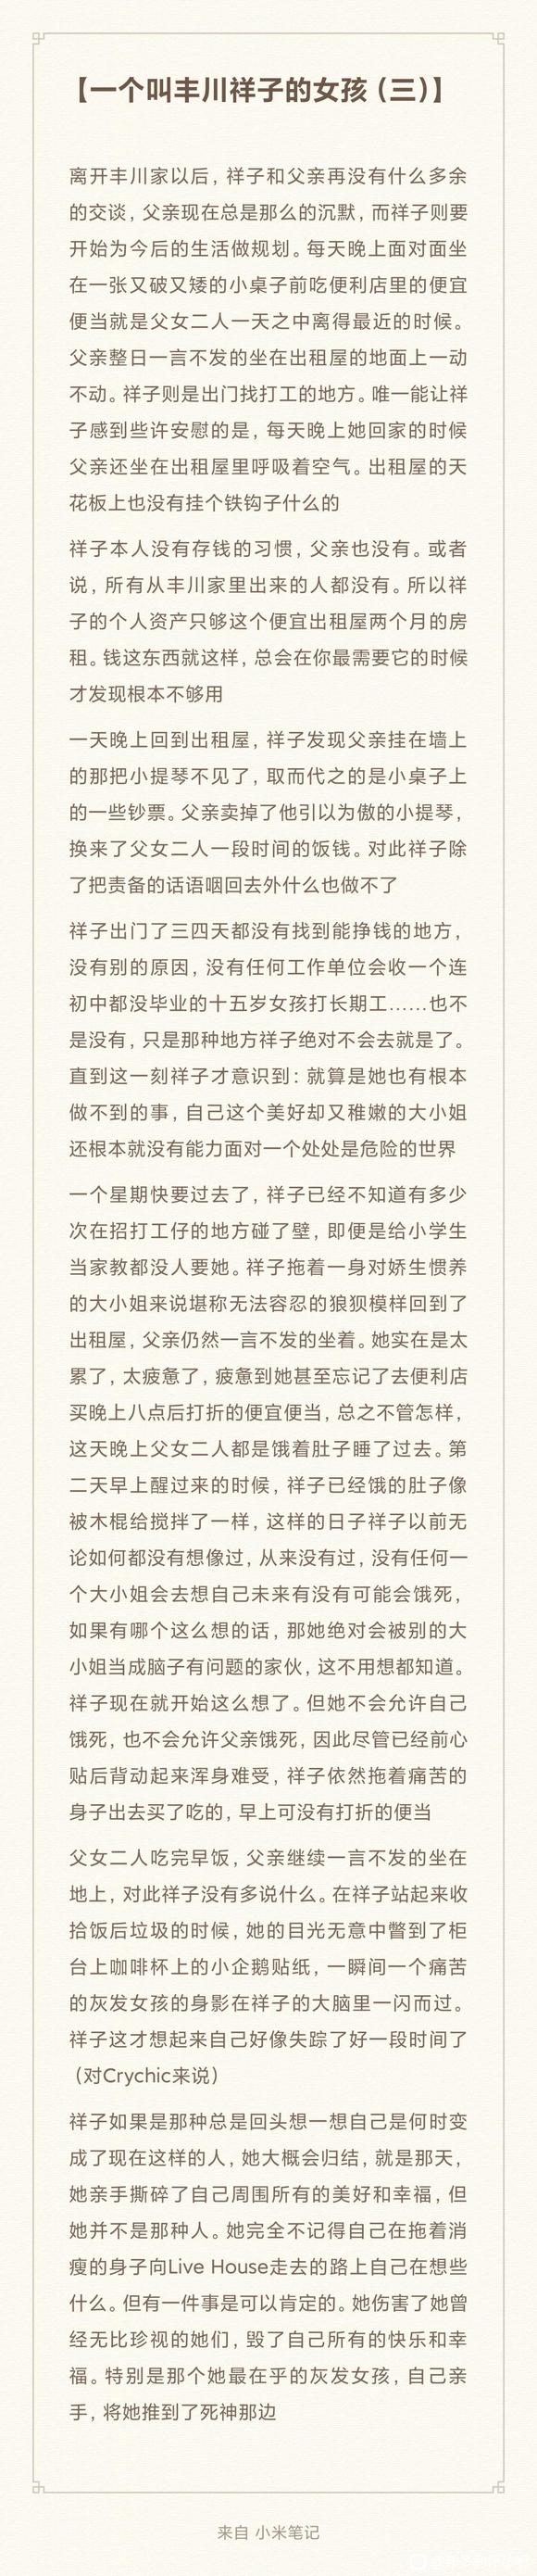 【一个叫丰川祥子的女孩（三）】
离开丰川家以后，祥子和父亲再没有什么多余
的交谈，父亲现在总是那么的沉默，而祥子则要
开始为今后的生活做规划。每天晚上面对面坐
在一张又破又矮的小桌子前吃便利店里的便宜
便当就是父女二人一天之中离得最近的时候。
父亲整日一言不发的坐在出租屋的地面上一动
不动。祥子则是出门找打工的地方。唯一能让祥
子感到些许安慰的是，每天晚上她回家的时候
父亲还坐在出租屋里呼吸着空气。出租屋的天
花板上也没有挂个铁钩子什么的
祥子本人没有存钱的习惯，父亲也没有。或者
说，所有从丰川家里出来的人都没有。所以祥
子的个人资产只够这个便宜出租屋两个月的房
租。钱这东西就这样，总会在你最需要它的时候
才发现根本不够用
一天晚上回到出租屋，祥子发现父亲挂在墙上
的那把小提琴不见了，取而代之的是小桌子上
的一些钞票。父亲卖掉了他引以为傲的小提琴，
换来了父女二人一段时间的饭钱。对此祥子除
了把责备的话语咽回去外什么也做不了
祥子出门了三四天都没有找到能挣钱的地方，
没有别的原因，没有任何工作单位会收一个连
初中都没毕业的十五岁女孩打长期工……也不
是没有，只是那种地方祥子绝对不会去就是了。
直到这一刻祥子才意识到：就算是她也有根本
做不到的事，自己这个美好却又稚嫩的大小姐
还根本就没有能力面对一个处处是危险的世界
一个星期快要过去了，祥子已经不知道有多少
次在招打工仔的地方碰了壁，即便是给小学生
当家教都没人要她。祥子拖着一身对娇生惯养
的大小姐来说堪称无法容忍的狼狈模样回到了
出租屋，父亲仍然一言不发的坐着。她实在是太
累了，太疲惫了，疲惫到她甚至忘记了去便利店
买晚上八点后打折的便宜便当，总之不管怎样，
这天晚上父女二人都是饿着肚子睡了过去。第
二天早上醒过来的时候，祥子已经饿的肚子像
被木棍给搅拌了一样，这样的日子祥子以前无
论如何都没有想像过，从来没有过，没有任何一
个大小姐会去想自己未来有没有可能会饿死，
如果有哪个这么想的话，那她绝对会被别的大
小姐当成脑子有问题的家伙，这不用想都知道。
祥子现在就开始这么想了。但她不会允许自己
饿死，也不会允许父亲饿死，因此尽管已经前心
贴后背动起来浑身难受，祥子依然拖着痛苦的
身子出去买了吃的，早上可没有打折的便当
父女二人吃完早饭，父亲继续一言不发的坐在
地上，对此祥子没有多说什么。在祥子站起来收
拾饭后垃圾的时候，她的目光无意中瞥到了柜
台上咖啡杯上的小企鹅贴纸，一瞬间一个痛苦
的灰发女孩的身影在祥子的大脑里一闪而过。
祥子这才想起来自己好像失踪了好一段时间了
（对Crychic来说）
祥子如果是那种总是回头想一想自己是何时变
成了现在这样的人，她大概会归结，就是那天，
她亲手撕碎了自己周围所有的美好和幸福，但
她并不是那种人。她完全不记得自己在拖着消
瘦的身子向Live House走去的路上自己在想些
什么。但有一件事是可以肯定的。她伤害了她曾
经无比珍视的她们，毁了自己所有的快乐和幸
福。特别是那个她最在乎的灰发女孩，自己亲
手，将她推到了死神那边
来自 小米笔记